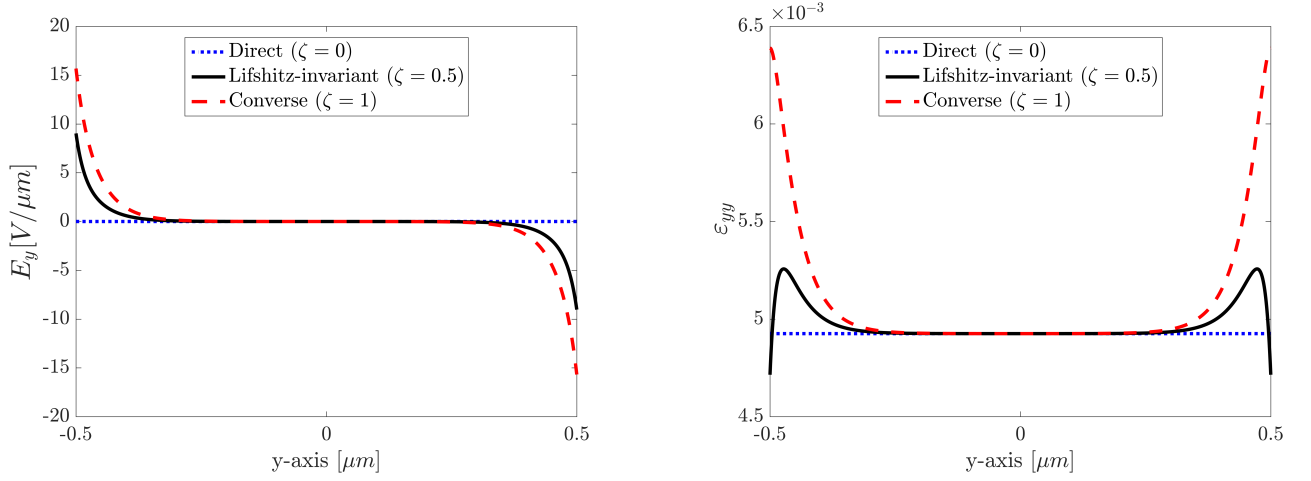 20
15
10
5
0
-5
-10
-15
-20
E_y [V/μm]
Direct (ζ = 0)
Lifshitz-invariant (ζ = 0.5)
Converse (ζ = 1)
-0.5 0 0.5
y-axis [μm]
×10⁻³
6.5
6
5.5
5
4.5
ε_yy
Direct (ζ = 0)
Lifshitz-invariant (ζ = 0.5)
Converse (ζ = 1)
-0.5 0 0.5
y-axis [μm]